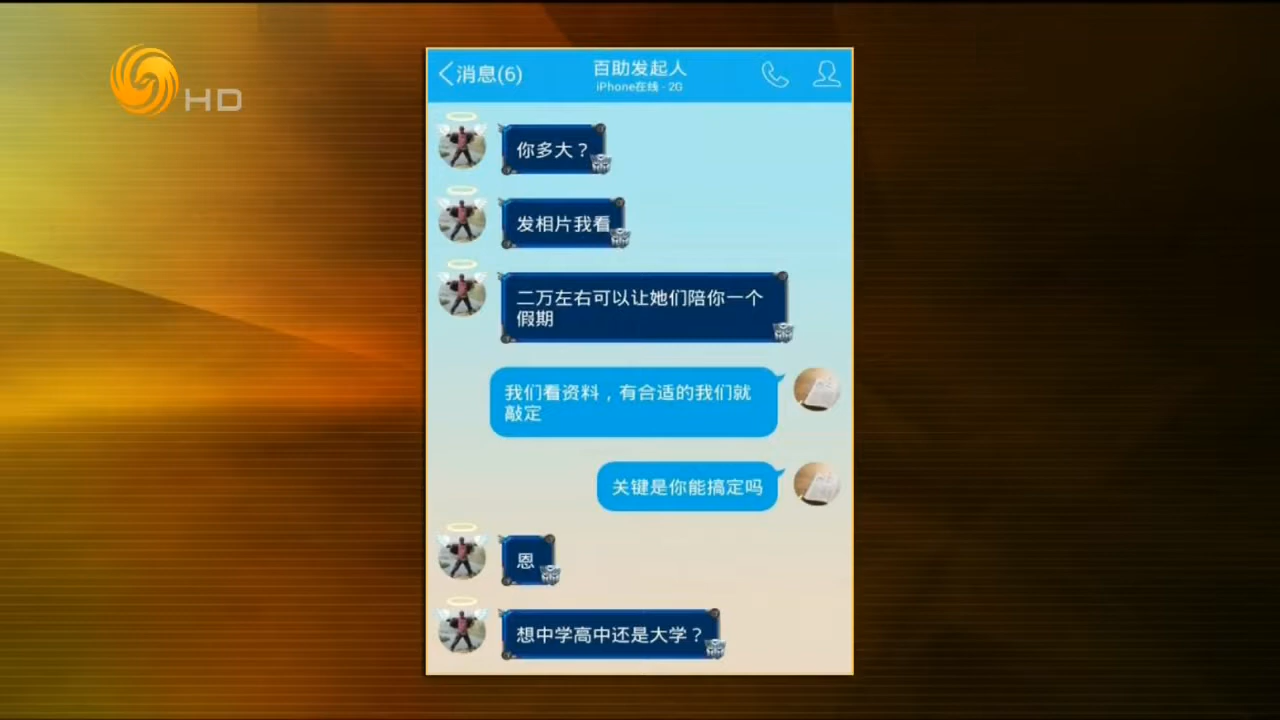 HD
消息(6)
百助发起人
iPhone在线 - 2G
你多大？
发相片我看
二万左右可以让她们陪你一个
假期
我们看资料，有合适的我们就
敲定
关键是你能搞定吗
恩
想中学高中还是大学？